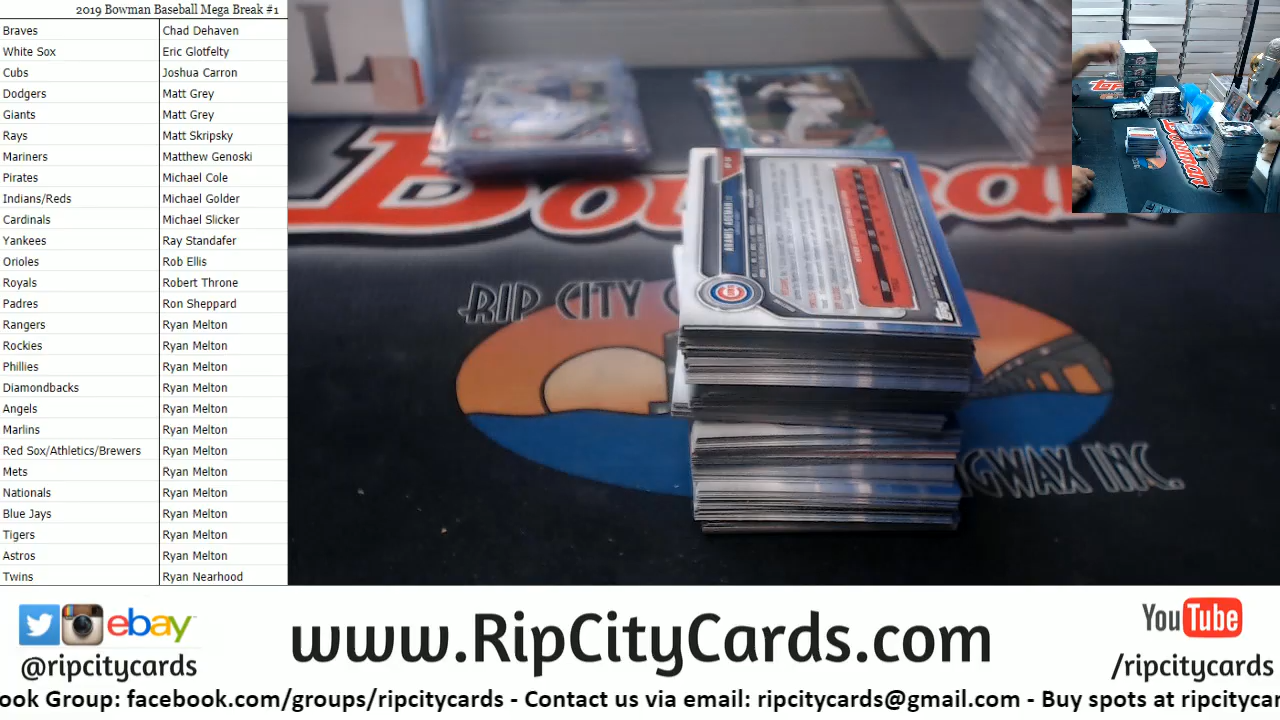 2019 Bowman Baseball Mega Break #1
Braves Chad Dehaven
White Sox Eric Glotfelty
Cubs Joshua Carron
Dodgers Matt Grey
Giants Matt Grey
Rays Matt Skripsky
Mariners Matthew Genoski
Pirates Michael Cole
Indians/Reds Michael Golder
Cardinals Michael Slicker
Yankees Ray Standafer
Orioles Rob Ellis
Royals Robert Throne
Padres Ron Sheppard
Rangers Ryan Melton
Rockies Ryan Melton
Phillies Ryan Melton
Diamondbacks Ryan Melton
Angels Ryan Melton
Marlins Ryan Melton
Red Sox/Athletics/Brewers Ryan Melton
Mets Ryan Melton
Nationals Ryan Melton
Blue Jays Ryan Melton
Tigers Ryan Melton
Astros Ryan Melton
Twins Ryan Nearhood
Bowman
RIP CITY
INGWAX INC.
CUBS
topps
BOWMAN
ebay
@ripcitycards
www.RipCityCards.com
YouTube
/ripcitycards
ook Group: facebook.com/groups/ripcitycards - Contact us via email: ripcitycards@gmail.com - Buy spots at ripcitycar